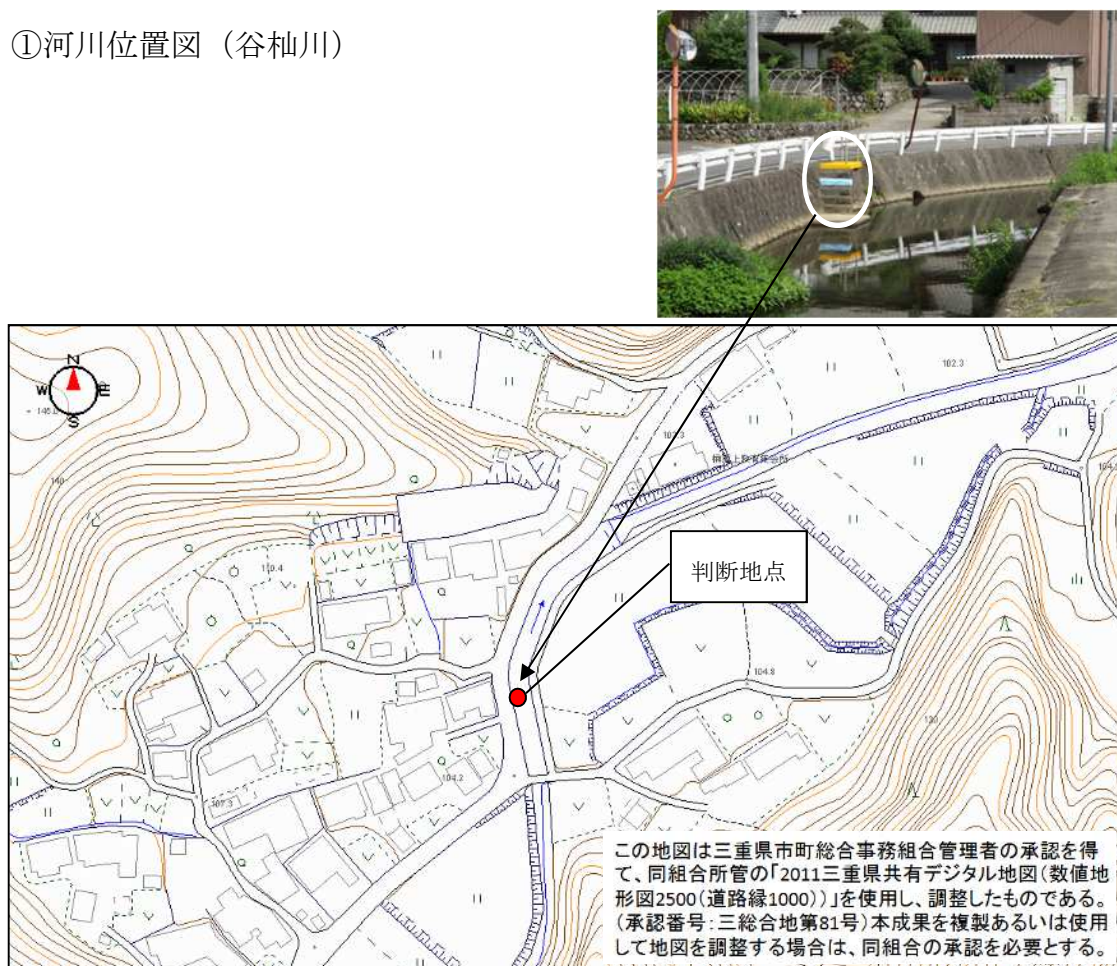 ①河川位置図（谷杣川）
N
W
E
S
102.3
140
110.4
判断地点
104.8
130
104.2
107.3
この地図は三重県市町総合事務組合管理者の承認を得
て、同組合所管の「2011三重県共有デジタル地図(数値地
形図2500(道路縁1000))」を使用し、調整したものである。
(承認番号:三総合地第81号)本成果を複製あるいは使用
して地図を調整する場合は、同組合の承認を必要とする。